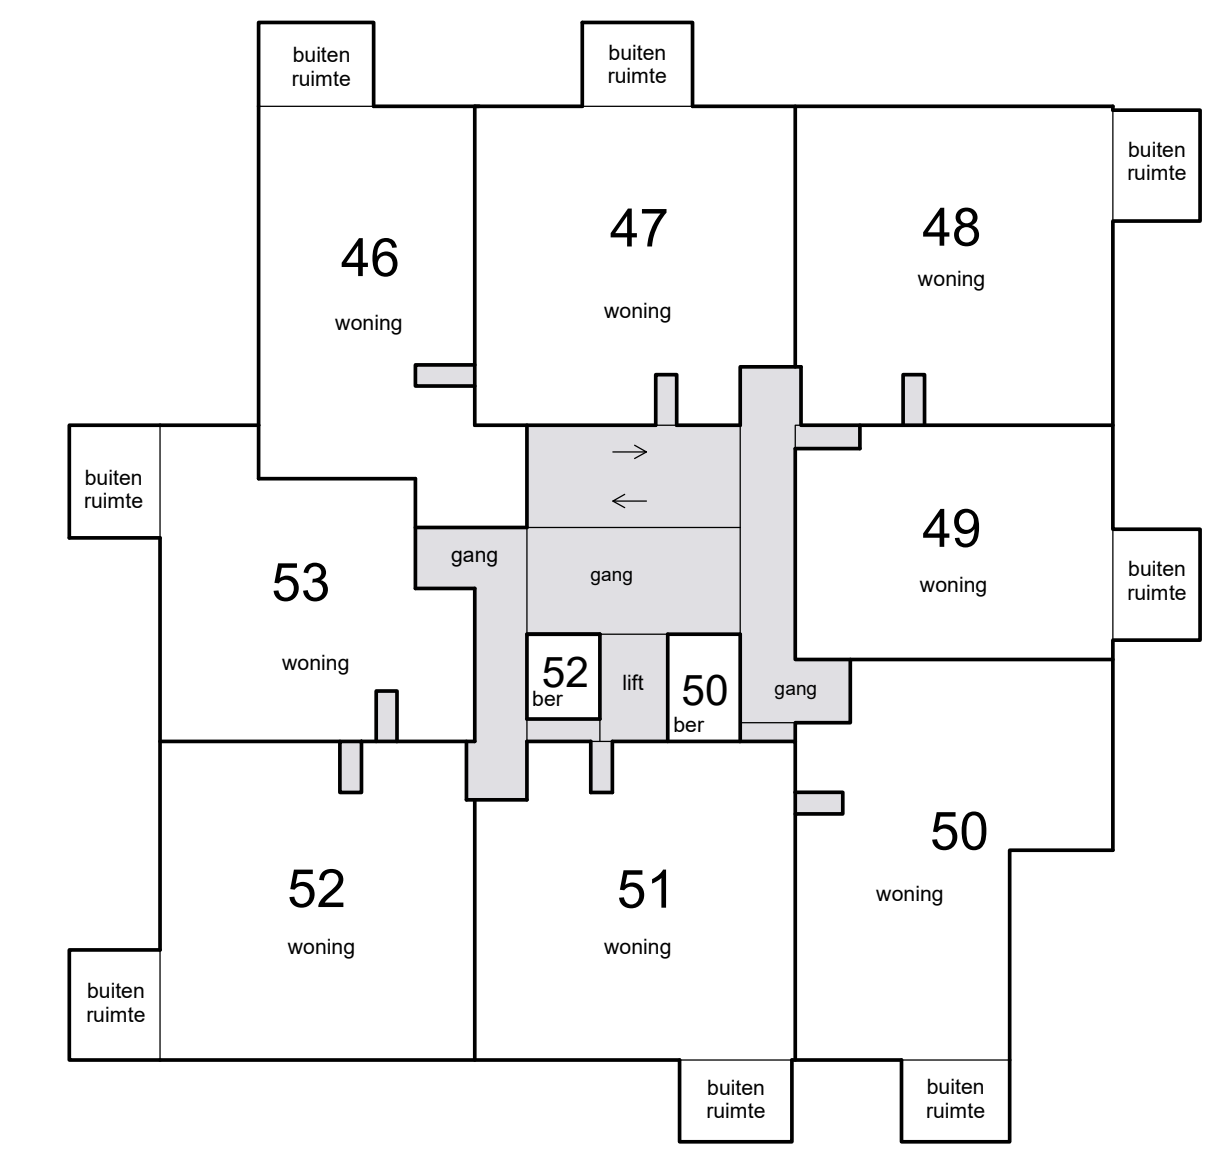 buiten
ruimte
buiten
ruimte
buiten
ruimte
46
woning
47
woning
48
woning
buiten
ruimte
53
woning
gang
gang
49
woning
buiten
ruimte
52
ber
lift
50
ber
gang
52
woning
51
woning
50
woning
buiten
ruimte
buiten
ruimte
buiten
ruimte